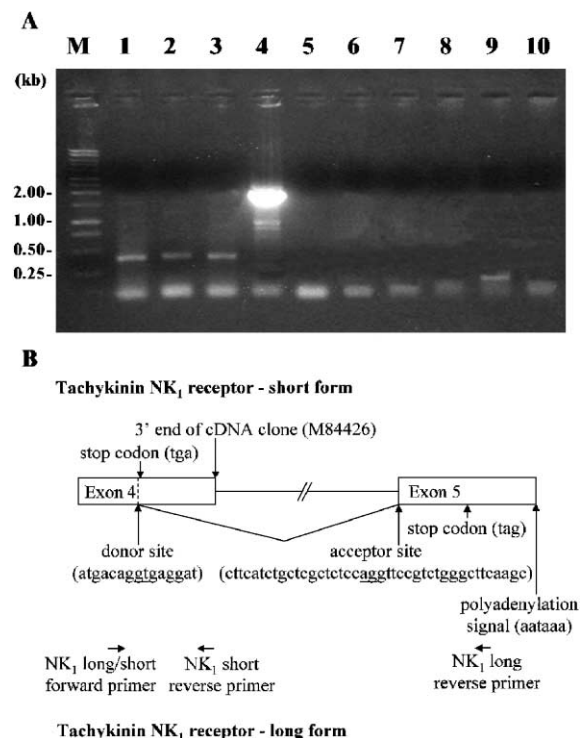 A
M 1 2 3 4 5 6 7 8 9 10
(kb)
2.00-
1.00-
0.50-
0.25-
B
Tachykinin NK1 receptor - short form
3' end of cDNA clone (M84426)
stop codon (tga)
Exon 4
Exon 5
stop codon (tag)
donor site
acceptor site
(atgacaggtgaggat)
(cttcatctgctcgctctccaggttccgtctgggcttcaagc)
polyadenylation
signal (aataaa)
NK1 long/short
forward primer
NK1 short
reverse primer
NK1 long
reverse primer
Tachykinin NK1 receptor - long form